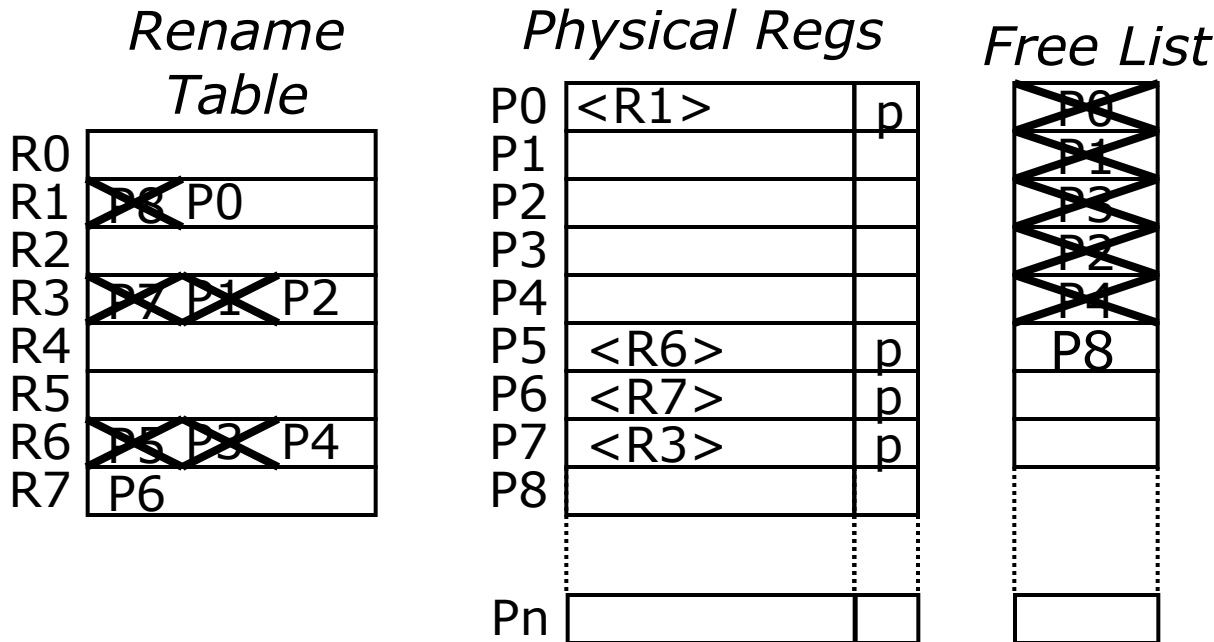 Rename
Table
R0
R1 P8 P0
R2
R3 P7 P1 P2
R4
R5
R6 P5 P3 P4
R7 P6
Physical Regs
P0 <R1> p
P1
P2
P3
P4
P5 <R6> p
P6 <R7> p
P7 <R3> p
P8
Pn
Free List
P0
P1
P3
P2
P4
P8